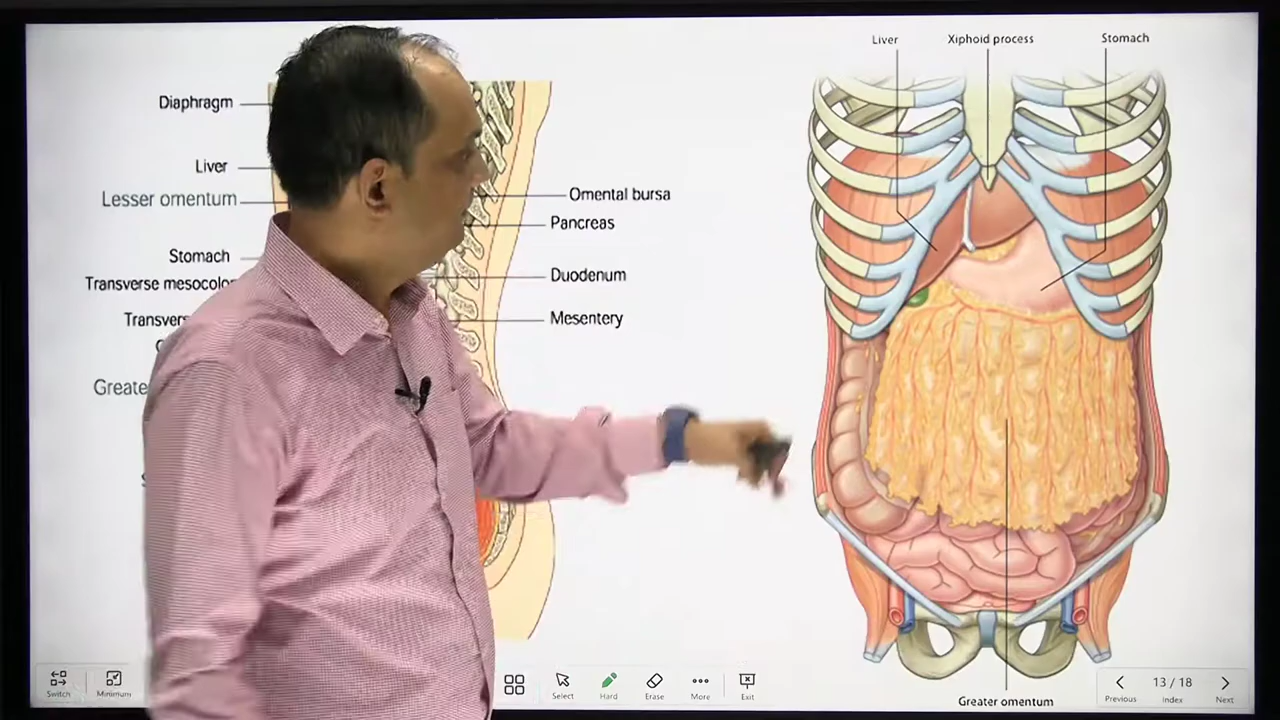 Liver
Xiphoid process
Stomach
Diaphragm
Liver
Lesser omentum
Stomach
Transverse
Omental bursa
Pancreas
Duodenum
Mesentery
Greater omentum
Switch
Minimum
Select
Hard
Erase
More
Exit
Previous
13 / 18
Index
Next